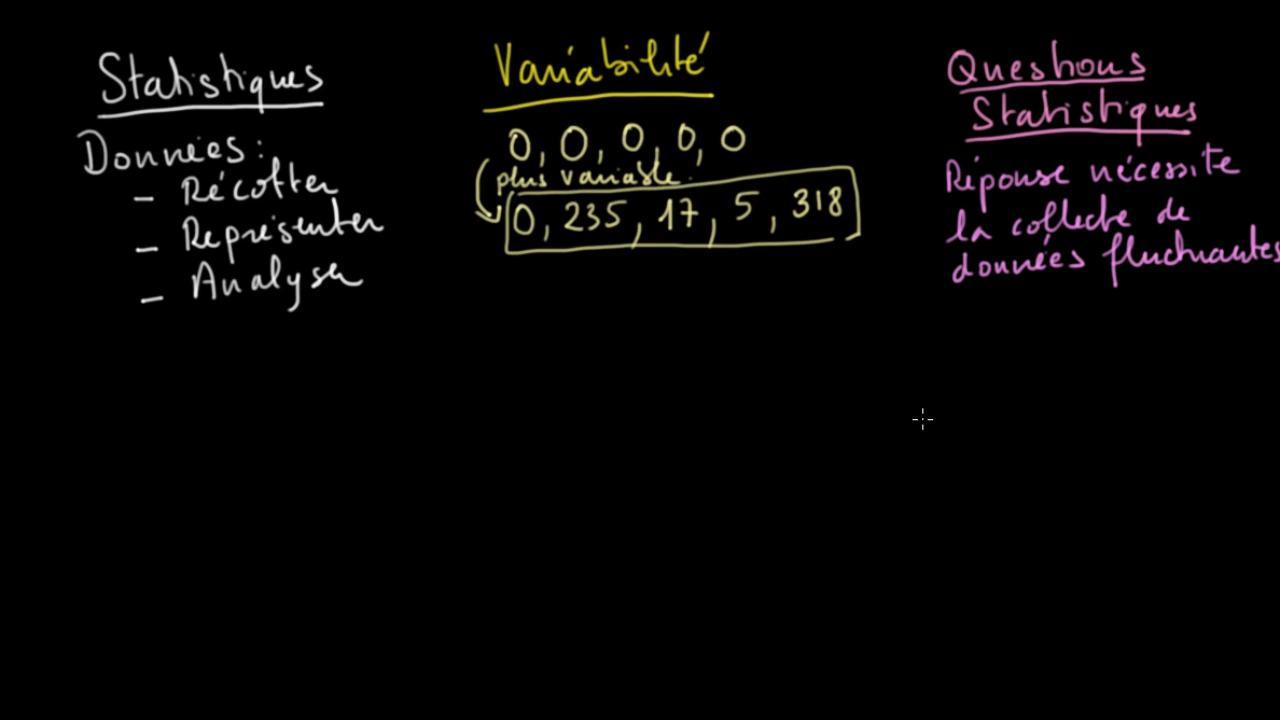 Statistiques
Données:
- Récolter
- Représenter
- Analyser
Variabilité
0, 0, 0, 0, 0
plus variable.
0, 235, 17, 5, 318
Questions
Statistiques
Réponse nécessite
la collecte de
données fluctuantes